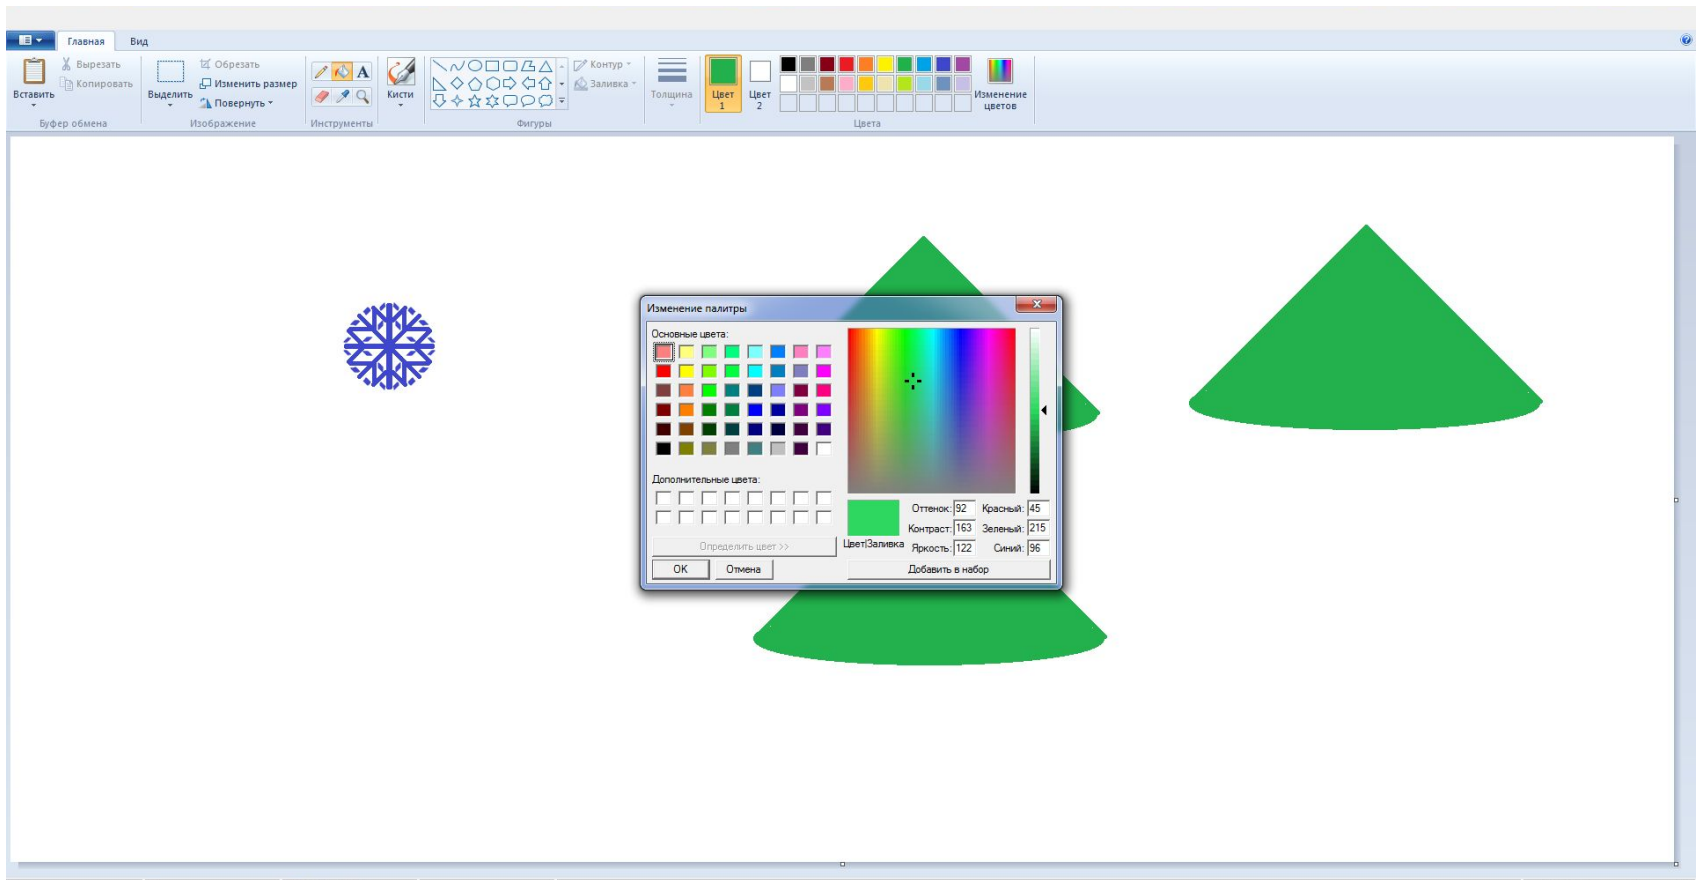 Главная Вид
Вставить
Вырезать
Копировать
Буфер обмена
Выделить
Обрезать
Изменить размер
Повернуть
Изображение
A
Инструменты
Кисти
Контур
Заливка
Фигуры
Толщина
Цвет
1
Цвет
2
Изменение
цветов
Цвета
Изменение палитры
Основные цвета:
Дополнительные цвета:
Определить цвет >>
OK Отмена
Цвет|Заливка
Оттенок: 92 Красный: 45
Контраст: 163 Зеленый: 215
Яркость: 122 Синий: 96
Добавить в набор